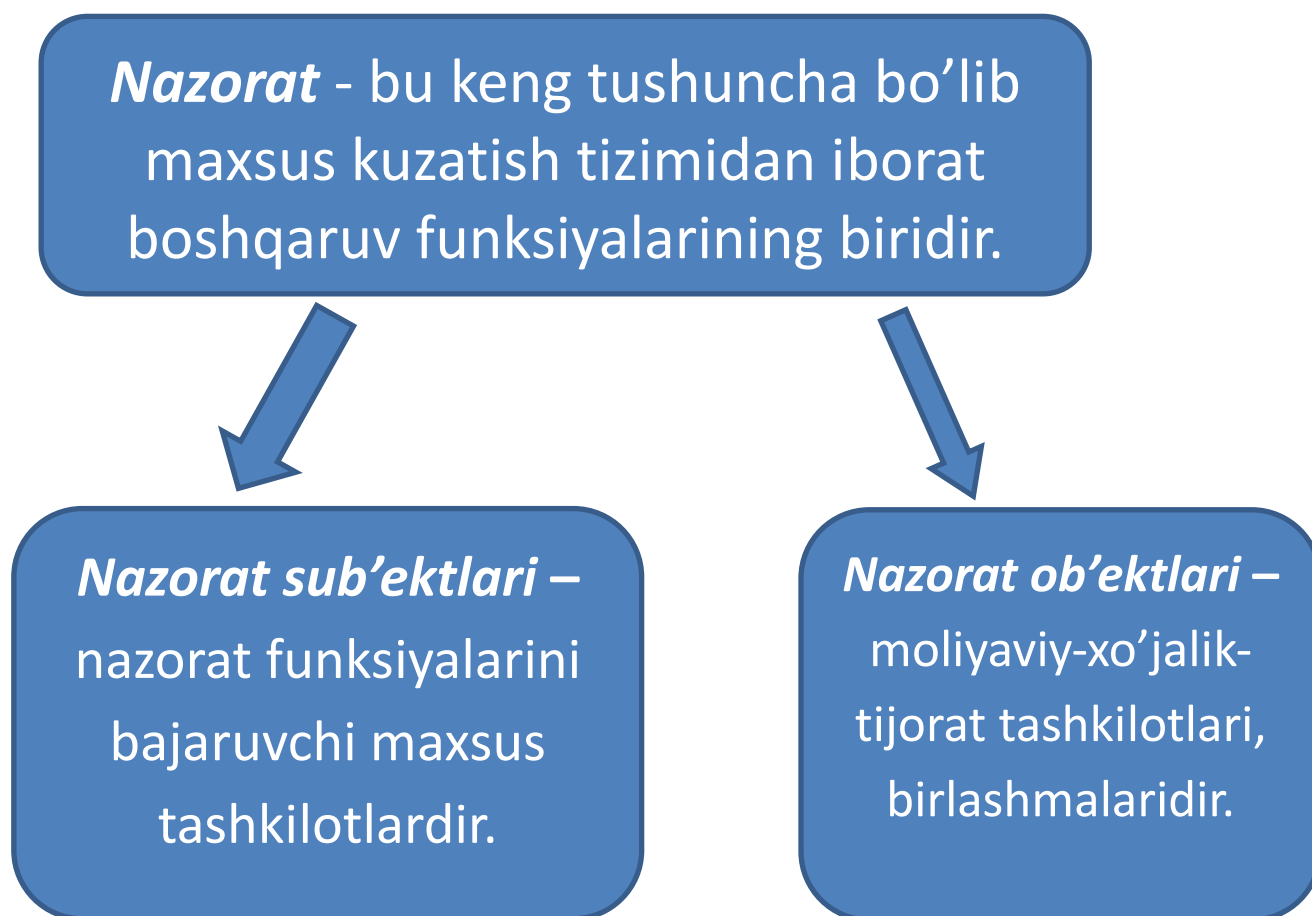 Nazorat - bu keng tushuncha bo’lib
maxsus kuzatish tizimidan iborat
boshqaruv funksiyalarining biridir.
Nazorat sub’ektlari –
nazorat funksiyalarini
bajaruvchi maxsus
tashkilotlardir.
Nazorat ob’ektlari –
moliyaviy-xo’jalik-
tijorat tashkilotlari,
birlashmalaridir.